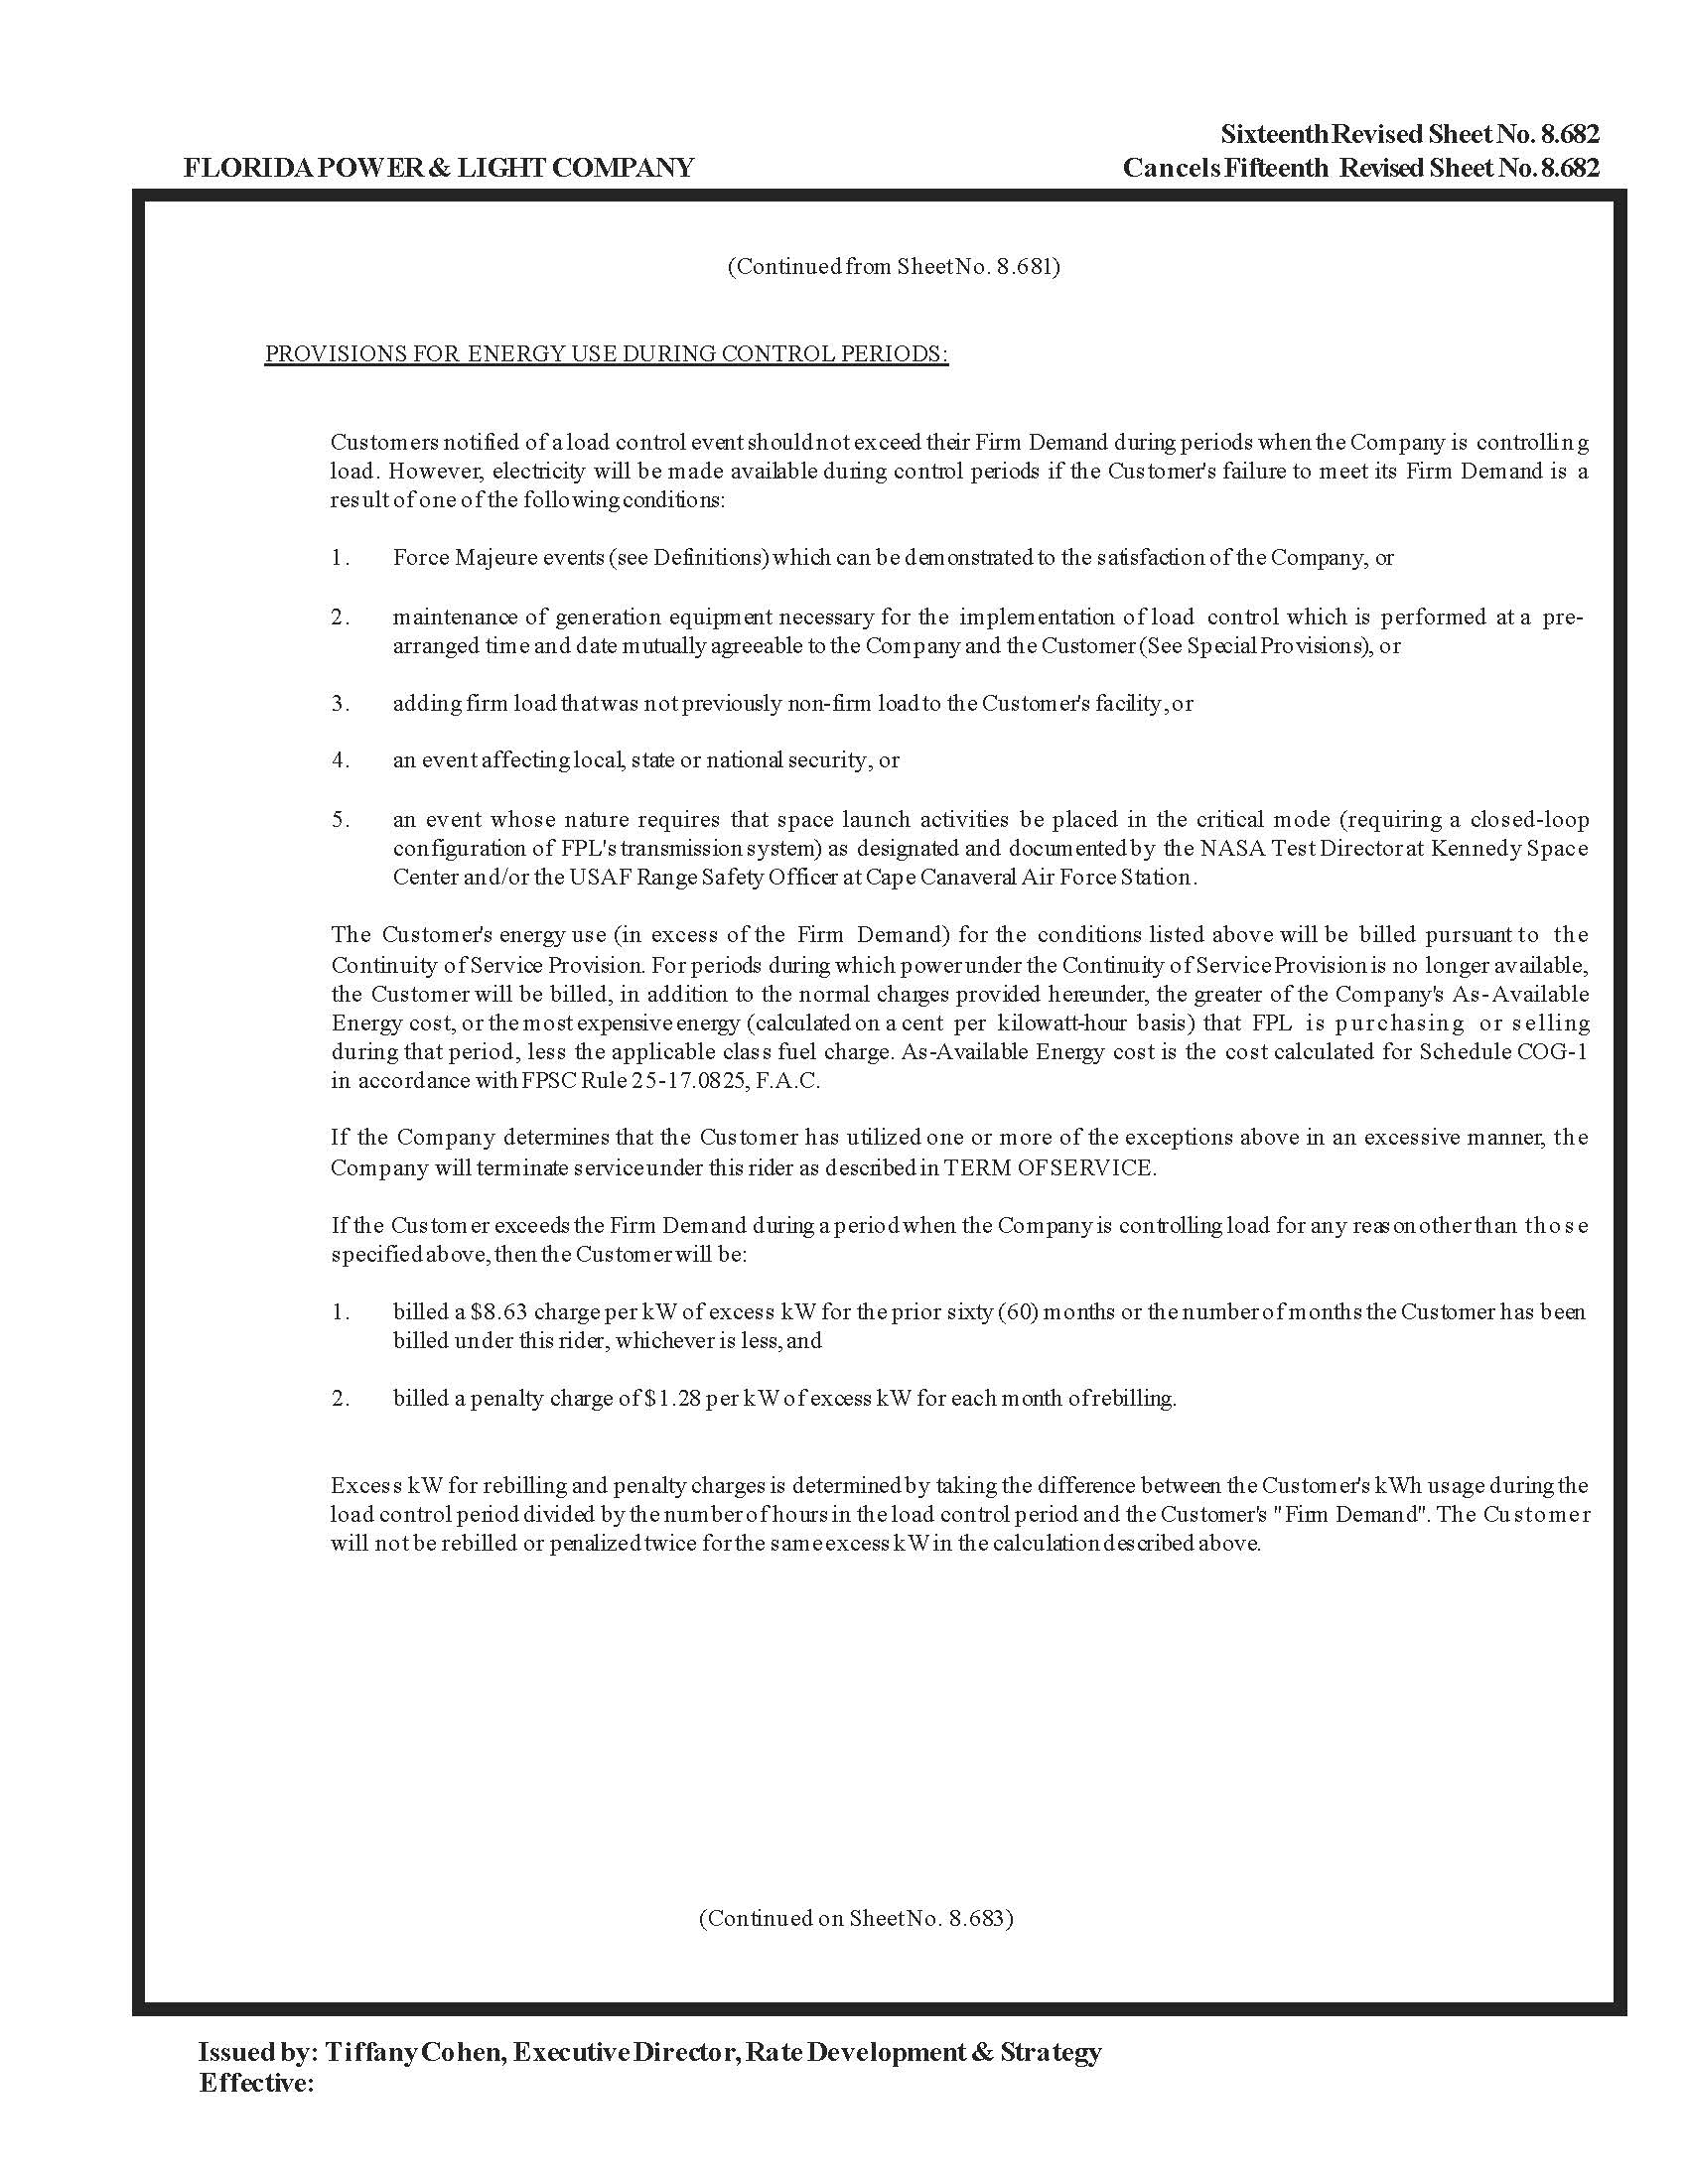 Sixteenth Revised Sheet No. 8.682
FLORIDA POWER & LIGHT COMPANY Cancels Fifteenth Revised Sheet No. 8.682
(Continued from Sheet No. 8.681)
PROVISIONS FOR ENERGY USE DURING CONTROL PERIODS:
Customers notified of a load control event should not exceed their Firm Demand during periods when the Company is controlling
load. However, electricity will be made available during control periods if the Customer's failure to meet its Firm Demand is a
result of one of the following conditions:
1. Force Majeure events (see Definitions) which can be demonstrated to the satisfaction of the Company, or
2. maintenance of generation equipment necessary for the implementation of load control which is performed at a pre-
arranged time and date mutually agreeable to the Company and the Customer (See Special Provisions), or
3. adding firm load that was not previously non-firm load to the Customer's facility, or
4. an event affecting local, state or national security, or
5. an event whose nature requires that space launch activities be placed in the critical mode (requiring a closed-loop
configuration of FPL's transmission system) as designated and documented by the NASA Test Director at Kennedy Space
Center and/or the USAF Range Safety Officer at Cape Canaveral Air Force Station.
The Customer's energy use (in excess of the Firm Demand) for the conditions listed above will be billed pursuant to the
Continuity of Service Provision. For periods during which power under the Continuity of Service Provision is no longer available,
the Customer will be billed, in addition to the normal charges provided hereunder, the greater of the Company's As-Available
Energy cost, or the most expensive energy (calculated on a cent per kilowatt-hour basis) that FPL is purchasing or selling
during that period, less the applicable class fuel charge. As-Available Energy cost is the cost calculated for Schedule COG-1
in accordance with FPSC Rule 25-17.0825, F.A.C.
If the Company determines that the Customer has utilized one or more of the exceptions above in an excessive manner, the
Company will terminate service under this rider as described in TERM OF SERVICE.
If the Customer exceeds the Firm Demand during a period when the Company is controlling load for any reason other than those
specified above, then the Customer will be:
1. billed a $8.63 charge per kW of excess kW for the prior sixty (60) months or the number of months the Customer has been
billed under this rider, whichever is less, and
2. billed a penalty charge of $1.28 per kW of excess kW for each month of rebilling.
Excess kW for rebilling and penalty charges is determined by taking the difference between the Customer's kWh usage during the
load control period divided by the number of hours in the load control period and the Customer's "Firm Demand". The Customer
will not be rebilled or penalized twice for the same excess kW in the calculation described above.
(Continued on Sheet No. 8.683)
Issued by: Tiffany Cohen, Executive Director, Rate Development & Strategy
Effective: